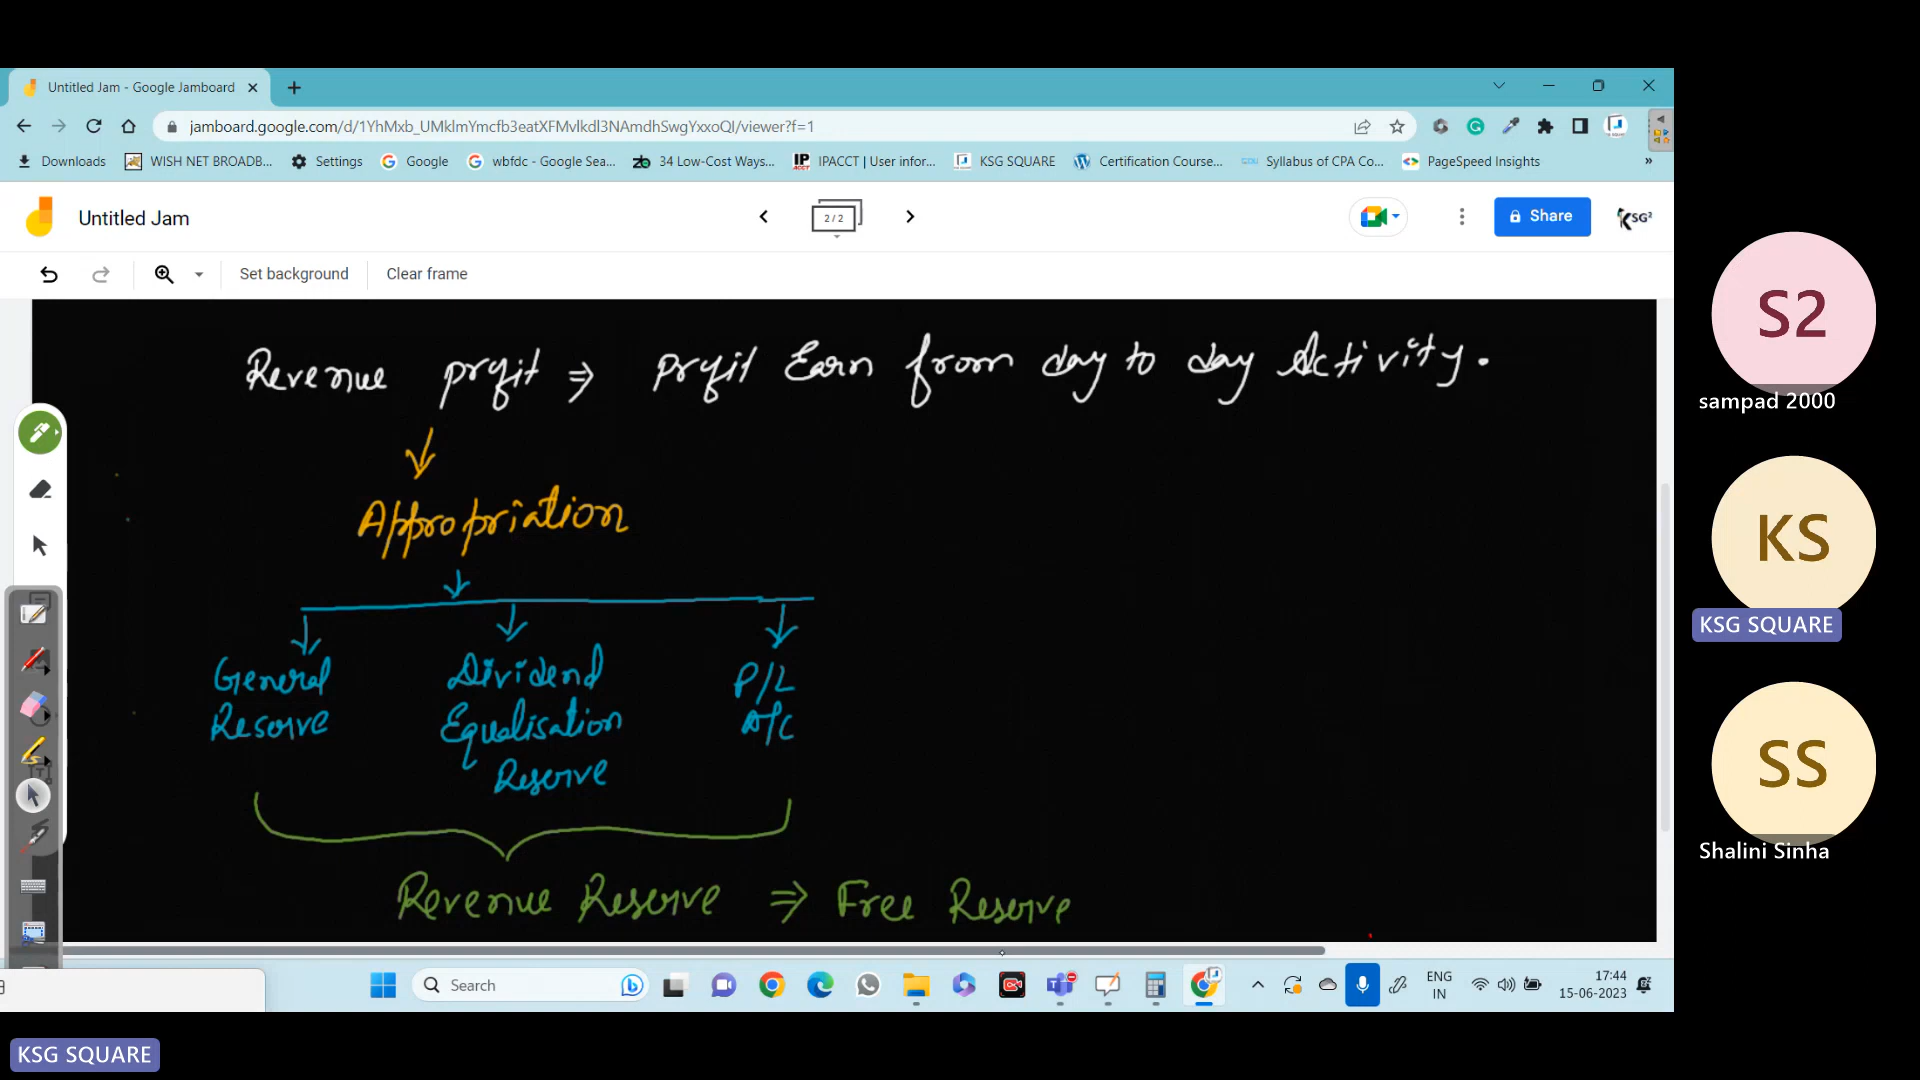 Untitled Jam - Google Jamboard
jamboard.google.com/d/1YhMxb_UMklmYmcfb3eatXFMvlkdl3NAmdhSwgYxxoQI/viewer?f=1
Downloads WISH NET BROADB... Settings Google wbfdc - Google Sea... 34 Low-Cost Ways... IPACCT | User infor... KSG SQUARE Certification Course... Syllabus of CPA Co... PageSpeed Insights »
Untitled Jam
2 / 2
Share
KSG²
Set background Clear frame
Revenue profit ⇒ profit Earn from day to day Activity.
Appropriation
General Reserve
Dividend Equalisation Reserve
P/L A/C
Revenue Reserve ⇒ Free Reserve
S2
sampad 2000
KS
KSG SQUARE
SS
Shalini Sinha
Search
ENG
IN
17:44
15-06-2023
KSG SQUARE